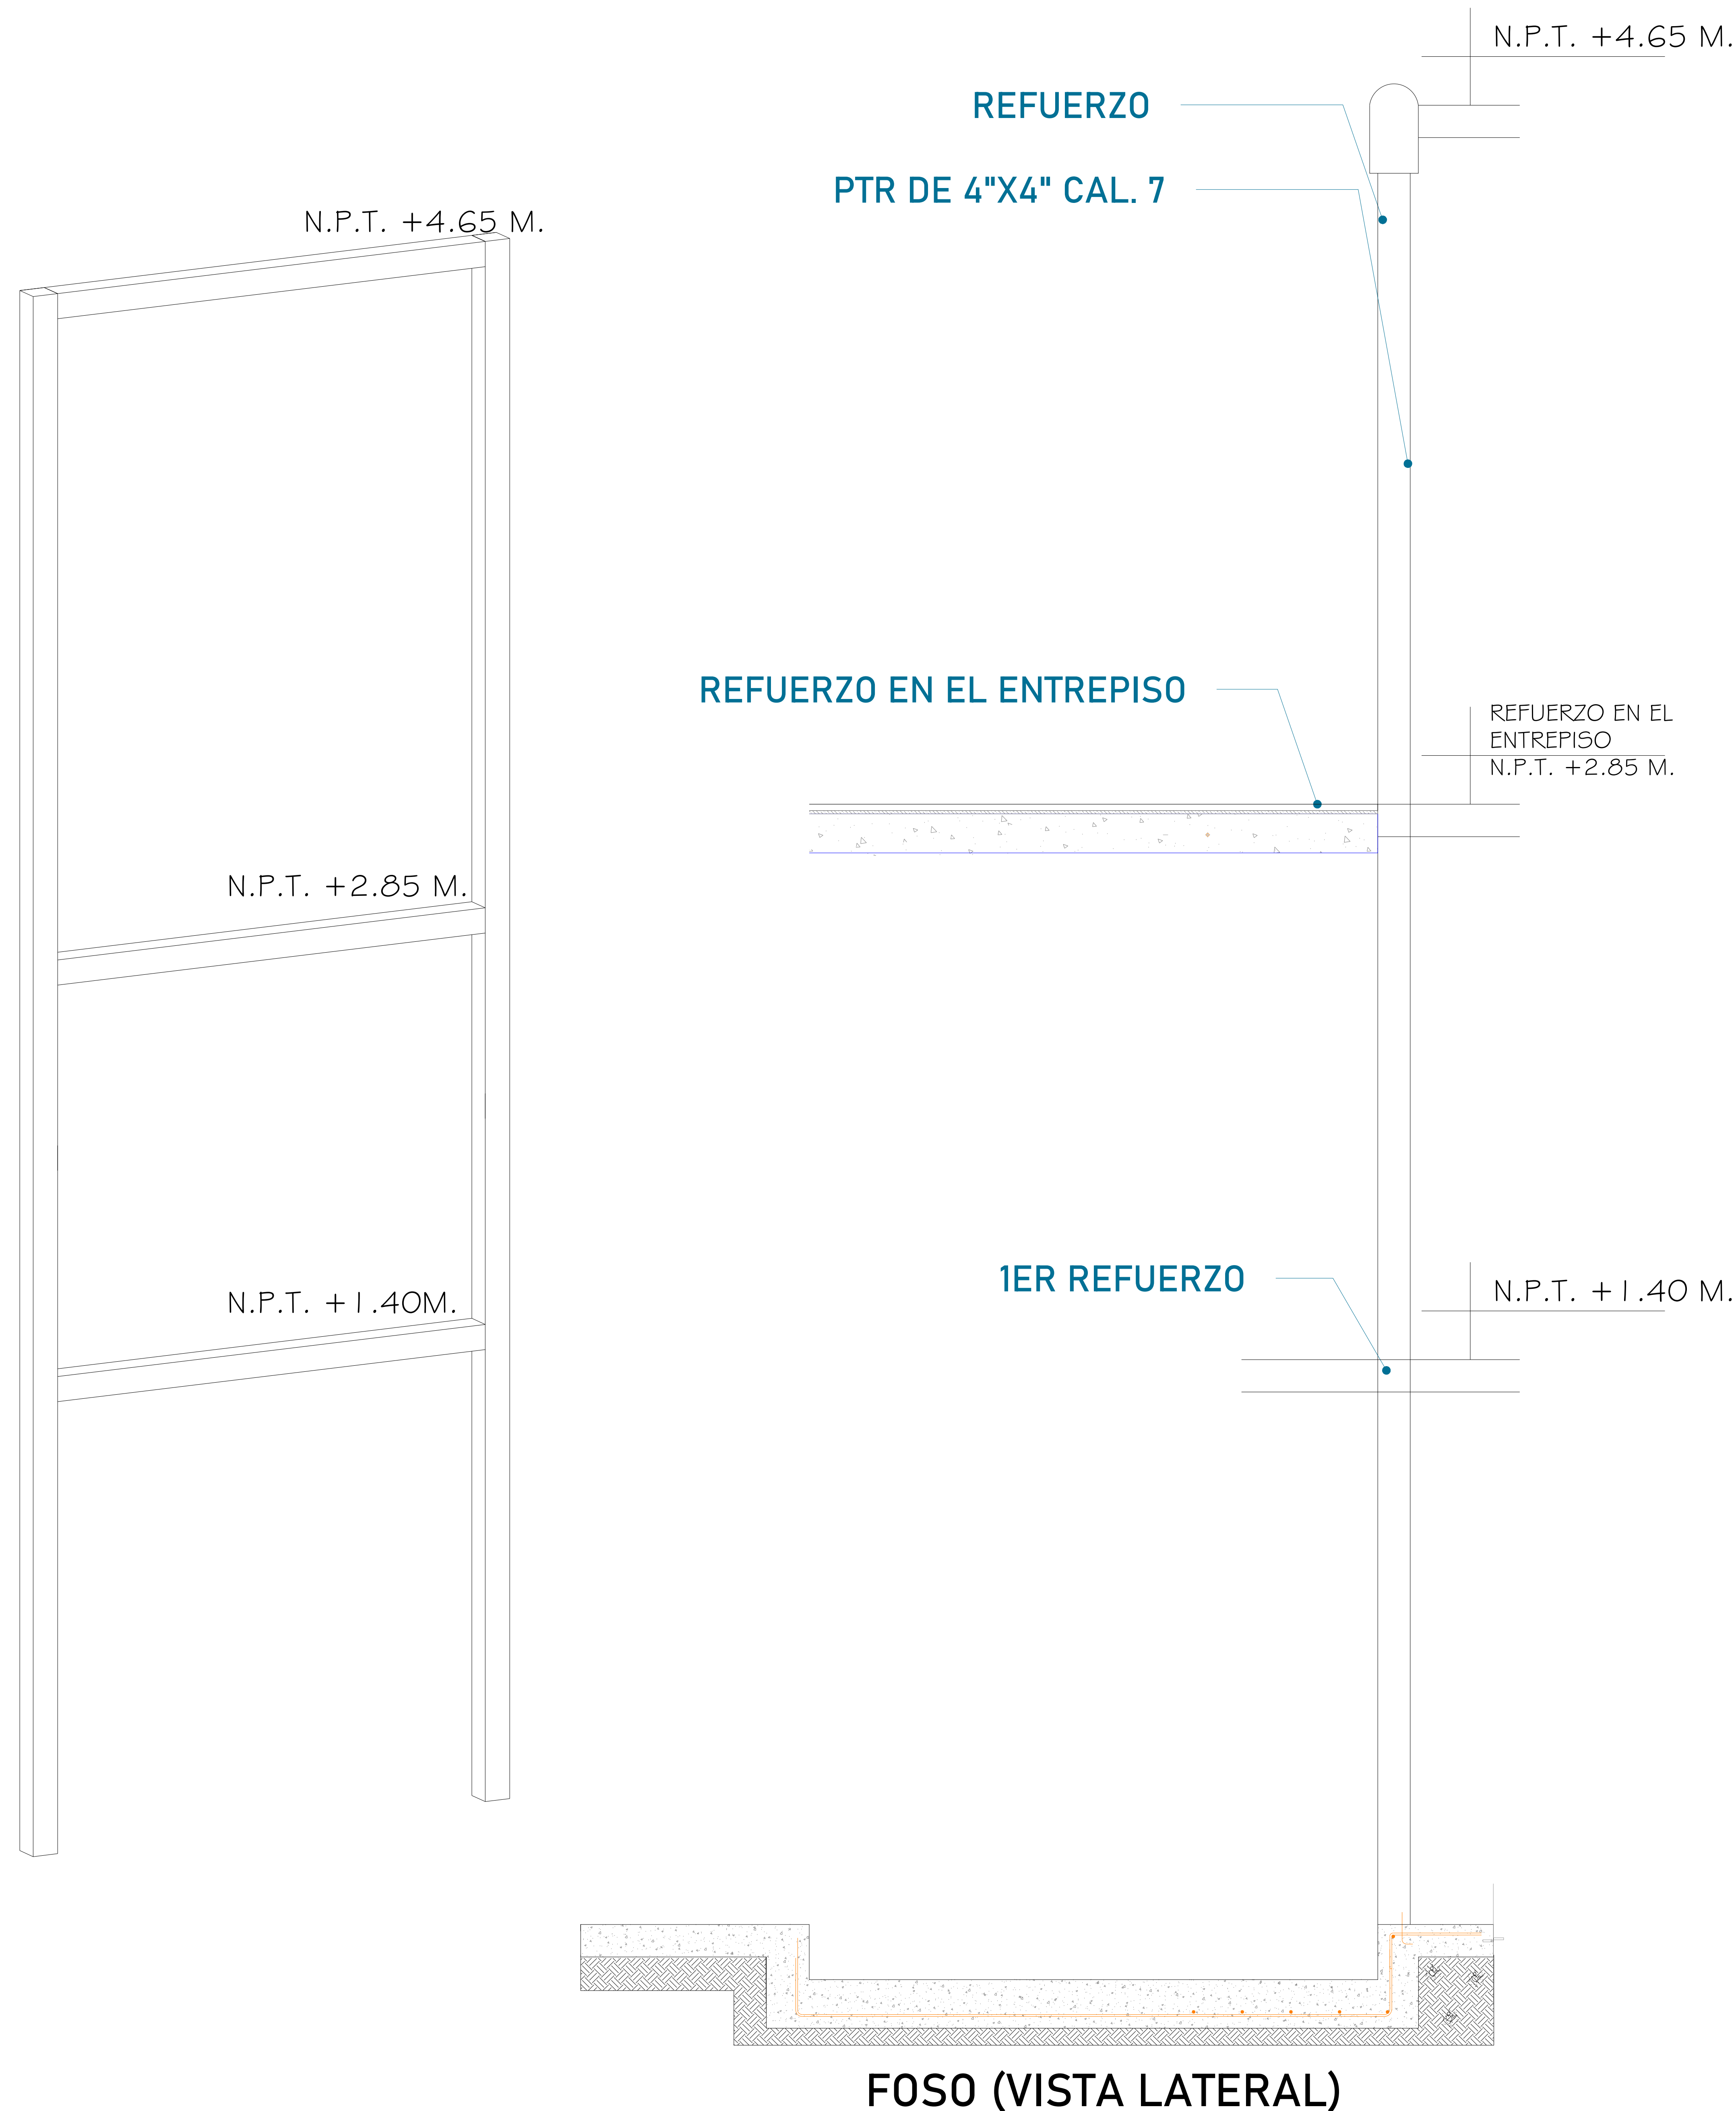 N.P.T. +4.65 M.
REFUERZO
PTR DE 4"X4" CAL. 7
N.P.T. +4.65 M.
REFUERZO EN EL ENTREPISO
REFUERZO EN EL
ENTREPISO
N.P.T. +2.85 M.
N.P.T. +2.85 M.
1ER REFUERZO
N.P.T. +1.40 M.
N.P.T. +1.40M.
FOSO (VISTA LATERAL)